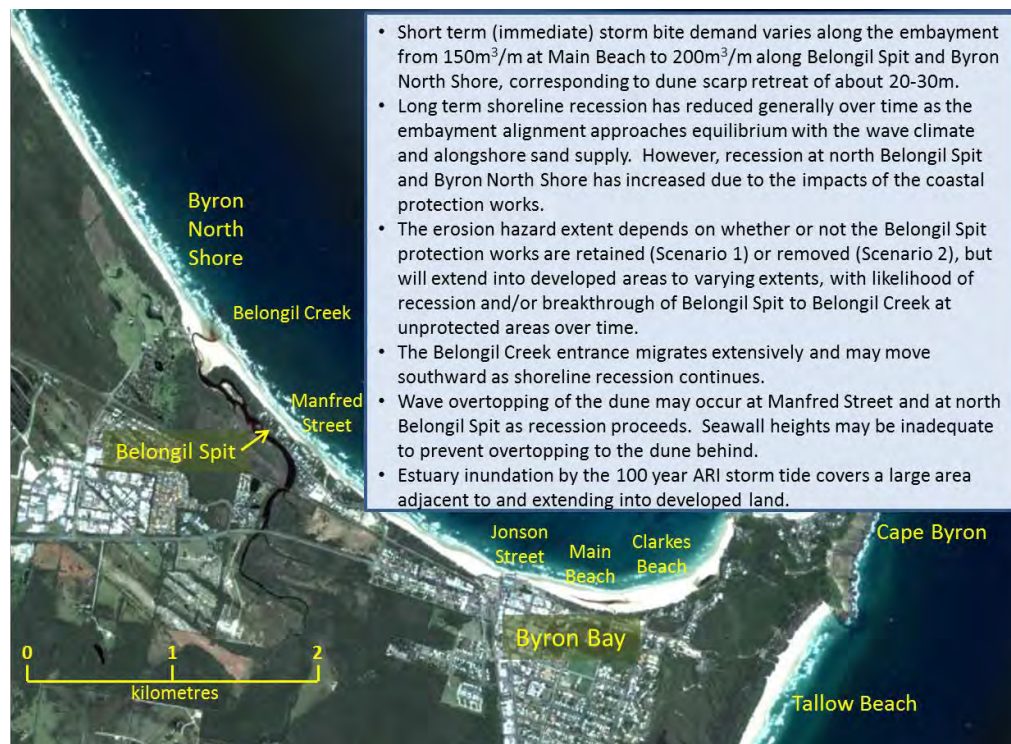 • Short term (immediate) storm bite demand varies along the embayment
from 150m³/m at Main Beach to 200m³/m along Belongil Spit and Byron
North Shore, corresponding to dune scarp retreat of about 20-30m.
• Long term shoreline recession has reduced generally over time as the
embayment alignment approaches equilibrium with the wave climate
and alongshore sand supply. However, recession at north Belongil Spit
and Byron North Shore has increased due to the impacts of the coastal
protection works.
• The erosion hazard extent depends on whether or not the Belongil Spit
protection works are retained (Scenario 1) or removed (Scenario 2), but
will extend into developed areas to varying extents, with likelihood of
recession and/or breakthrough of Belongil Spit to Belongil Creek at
unprotected areas over time.
• The Belongil Creek entrance migrates extensively and may move
southward as shoreline recession continues.
• Wave overtopping of the dune may occur at Manfred Street and at north
Belongil Spit as recession proceeds. Seawall heights may be inadequate
to prevent overtopping to the dune behind.
• Estuary inundation by the 100 year ARI storm tide covers a large area
adjacent to and extending into developed land.
Byron
North
Shore
Belongil Creek
Manfred
Street
Belongil Spit
Jonson
Street
Main
Beach
Clarkes
Beach
Cape Byron
Byron Bay
0 1 2
kilometres
Tallow Beach